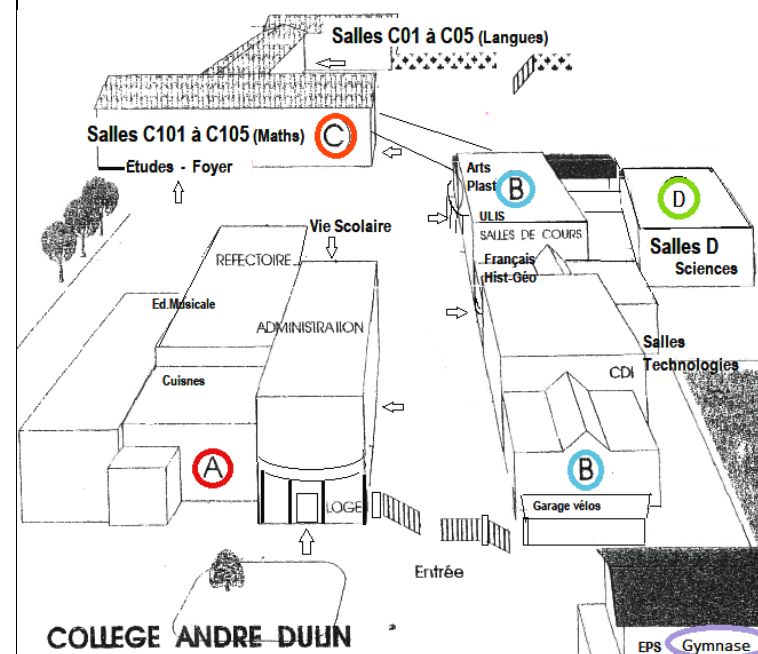 Salles C01 à C05 (Langues)
Salles C101 à C105 (Maths)
C
Etudes - Foyer
Arts
Plast
B
ULIS
SALLES DE COURS
Français
Hist-Géo
D
Salles D
Sciences
Vie Scolaire
REFECTOIRE
Ed.Musicale
ADMINISTRATION
Cuisnes
Salles
Technologies
CDI
A
B
LOGE
Garage vélos
Entrée
COLLEGE ANDRE DULIN
EPS Gymnase